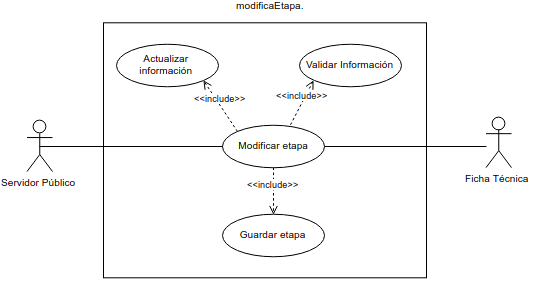 modificaEtapa.
Actualizar
información
Validar Información
<<include>>
<<include>>
Modificar etapa
Servidor Público
Ficha Técnica
<<include>>
Guardar etapa